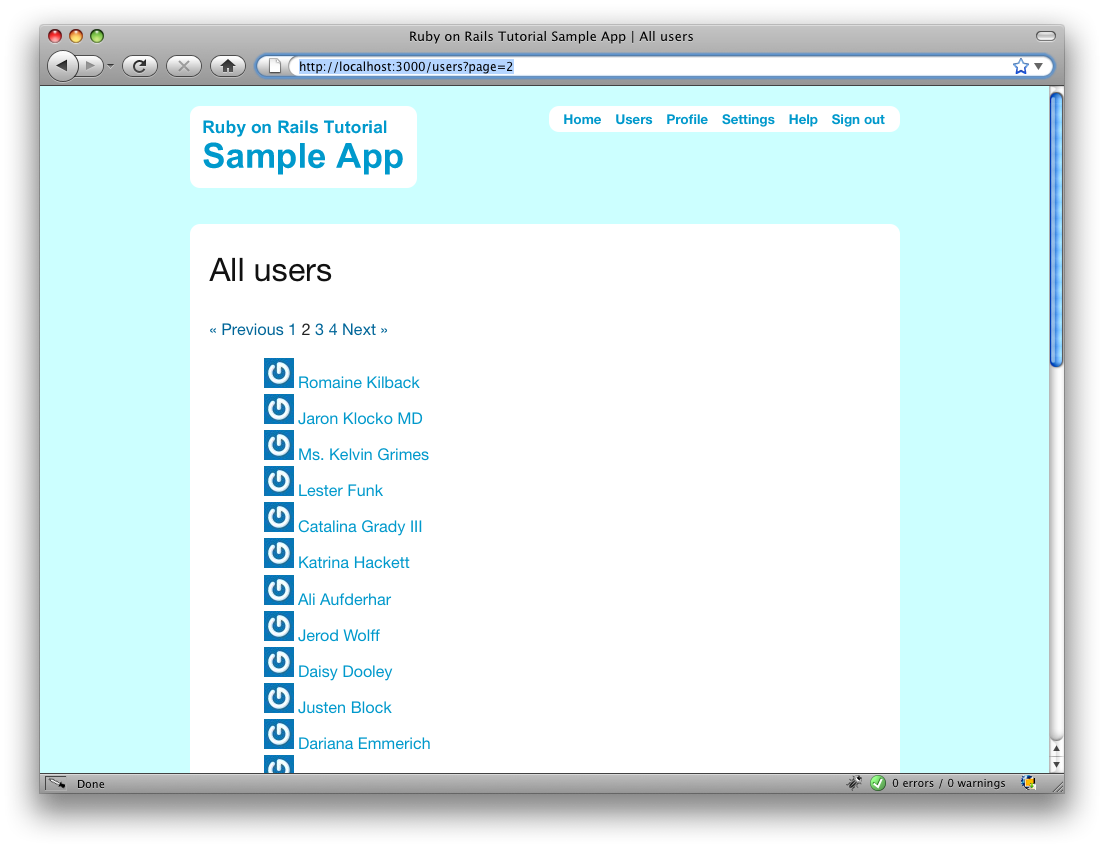 Ruby on Rails Tutorial Sample App | All users
http://localhost:3000/users?page=2
Ruby on Rails Tutorial
Sample App
Home Users Profile Settings Help Sign out
All users
« Previous 1 2 3 4 Next »
Romaine Kilback
Jaron Klocko MD
Ms. Kelvin Grimes
Lester Funk
Catalina Grady III
Katrina Hackett
Ali Aufderhar
Jerod Wolff
Daisy Dooley
Justen Block
Dariana Emmerich
Done
0 errors / 0 warnings